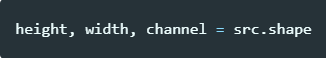 height, width, channel = src.shape